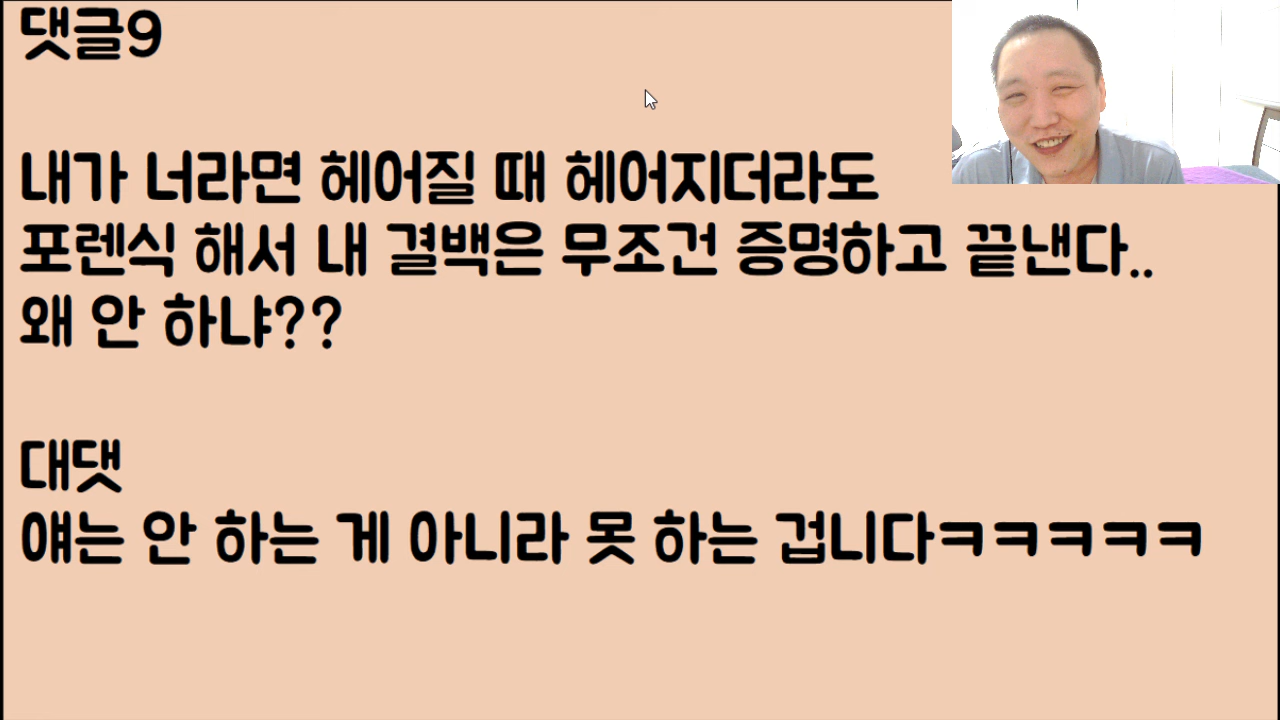 댓글9
내가 너라면 헤어질 때 헤어지더라도
포렌식 해서 내 결백은 무조건 증명하고 끝낸다..
왜 안 하냐??
대댓
얘는 안 하는 게 아니라 못 하는 겁니다ㅋㅋㅋㅋㅋ